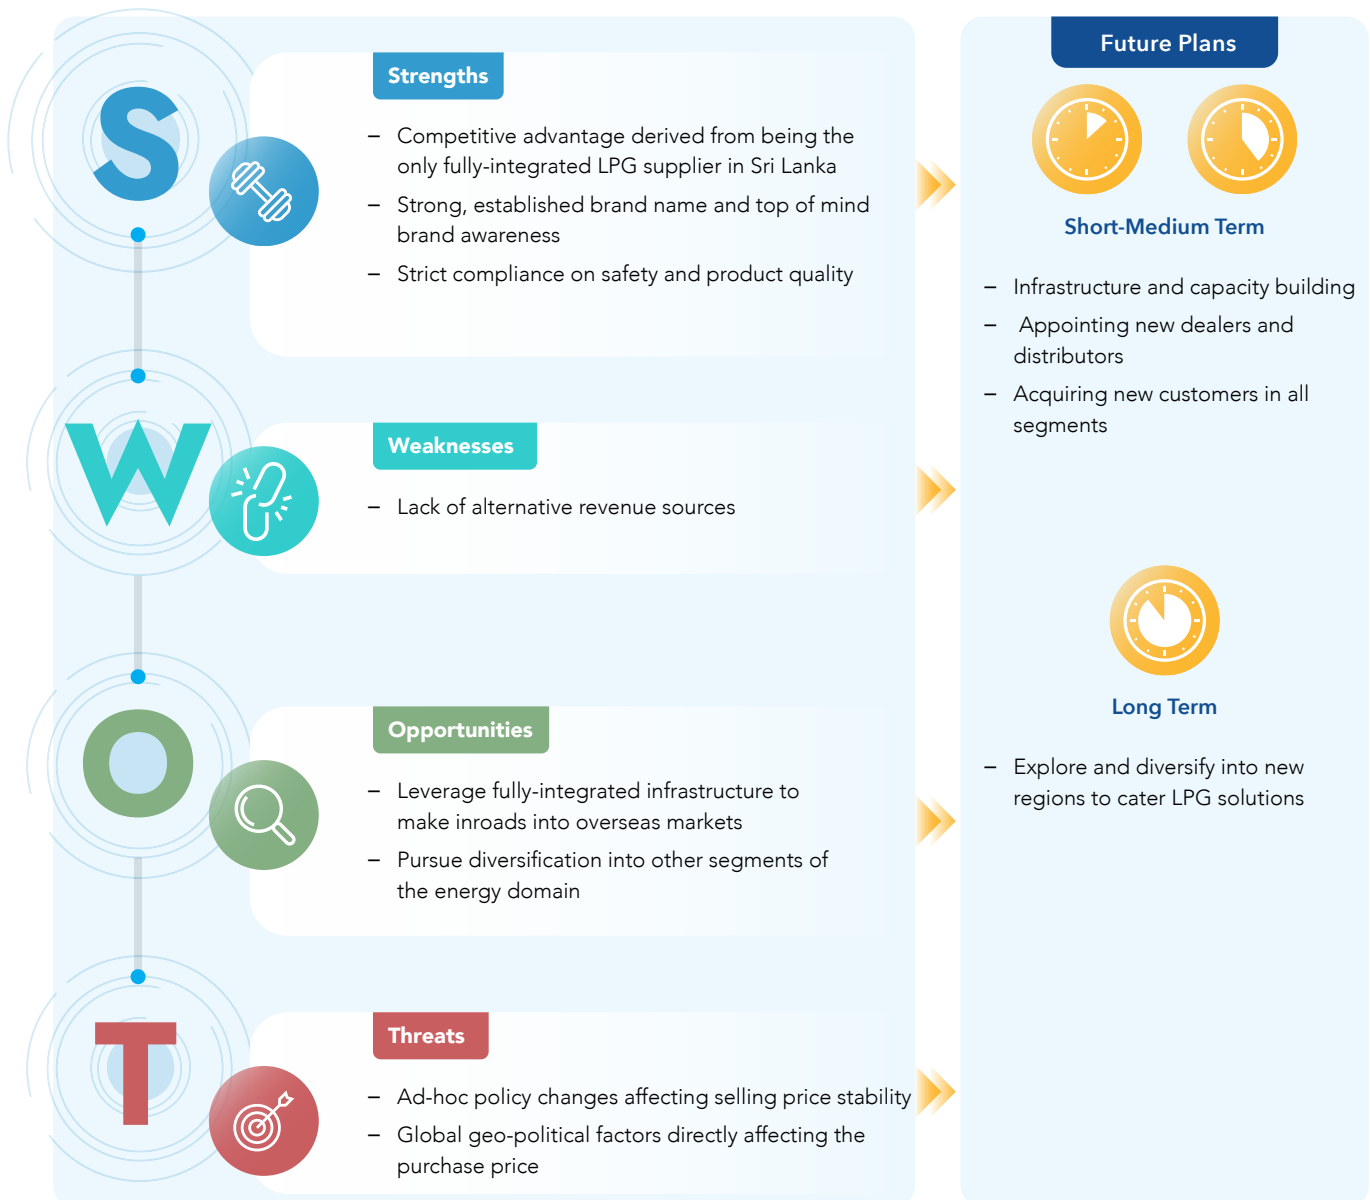 S
Strengths
– Competitive advantage derived from being the
only fully-integrated LPG supplier in Sri Lanka
– Strong, established brand name and top of mind
brand awareness
– Strict compliance on safety and product quality
W
Weaknesses
– Lack of alternative revenue sources
O
Opportunities
– Leverage fully-integrated infrastructure to
make inroads into overseas markets
– Pursue diversification into other segments of
the energy domain
T
Threats
– Ad-hoc policy changes affecting selling price stability
– Global geo-political factors directly affecting the
purchase price
Future Plans
Short-Medium Term
– Infrastructure and capacity building
– Appointing new dealers and
distributors
– Acquiring new customers in all
segments
Long Term
– Explore and diversify into new
regions to cater LPG solutions